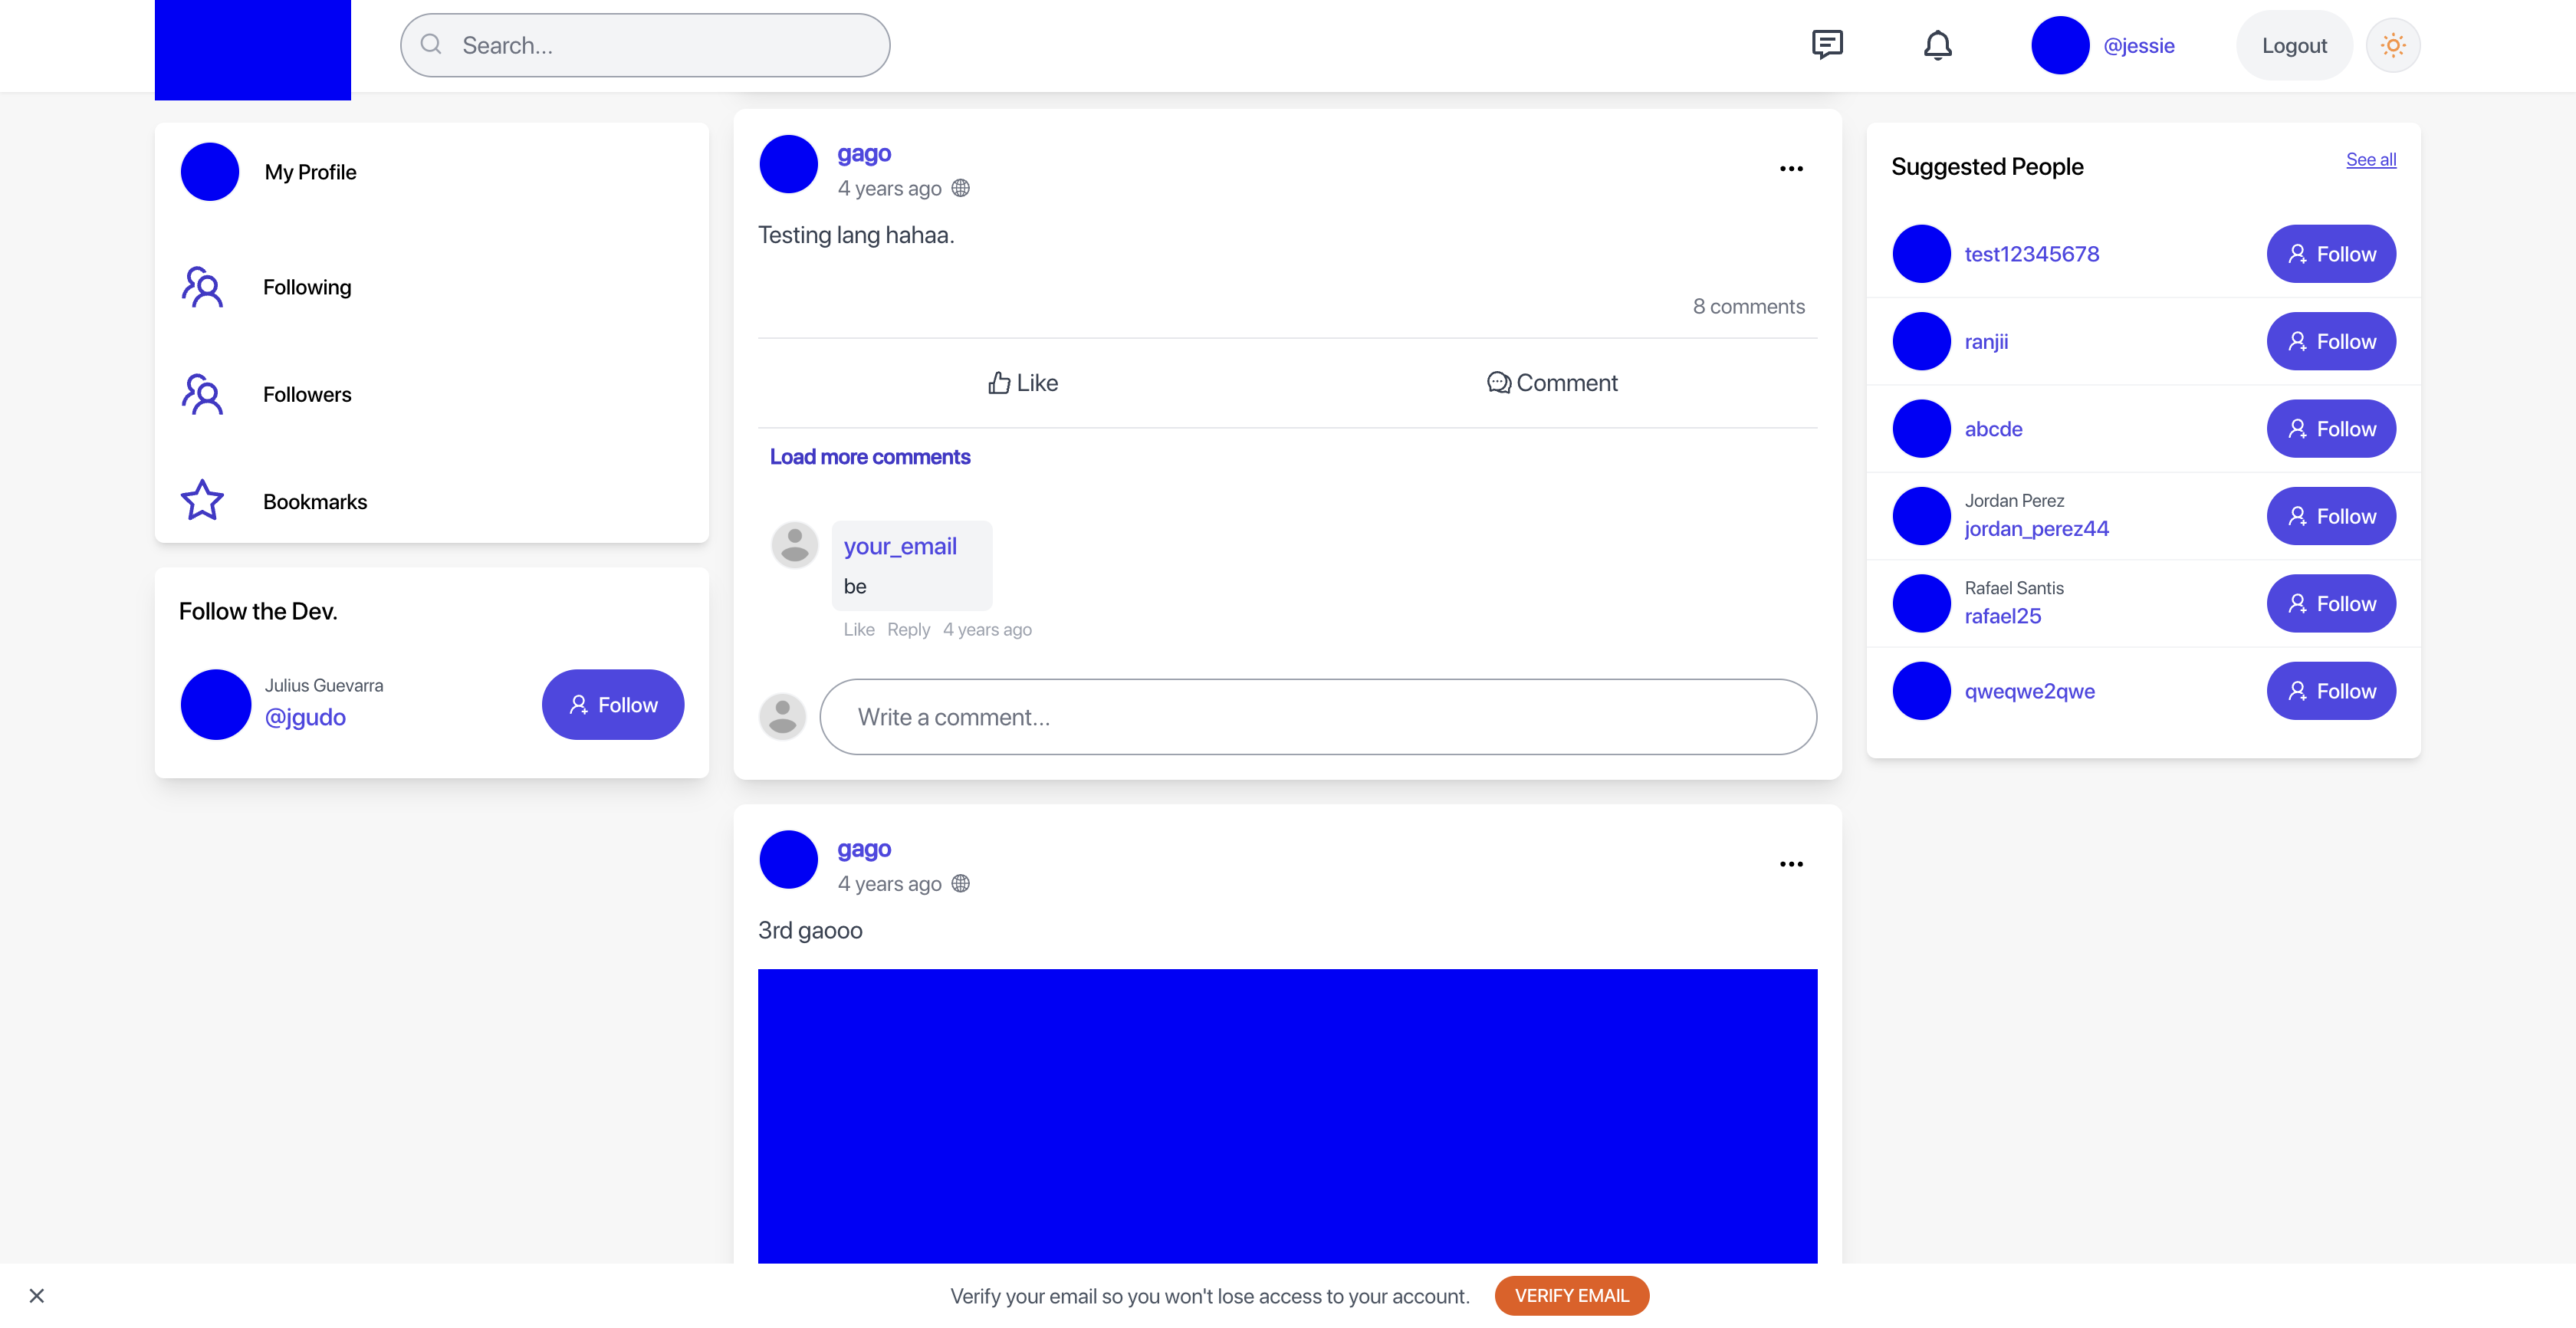 Search...
@jessie
Logout
My Profile
Following
Followers
Bookmarks
Follow the Dev.
Julius Guevarra
@jgudo
Follow
gago
4 years ago
Testing lang hahaa.
8 comments
Like
Comment
Load more comments
your_email
be
Like Reply 4 years ago
Write a comment...
gago
4 years ago
3rd gaooo
Suggested People
See all
test12345678
Follow
ranjii
Follow
abcde
Follow
Jordan Perez
jordan_perez44
Follow
Rafael Santis
rafael25
Follow
qweqwe2qwe
Follow
Verify your email so you won't lose access to your account.
VERIFY EMAIL